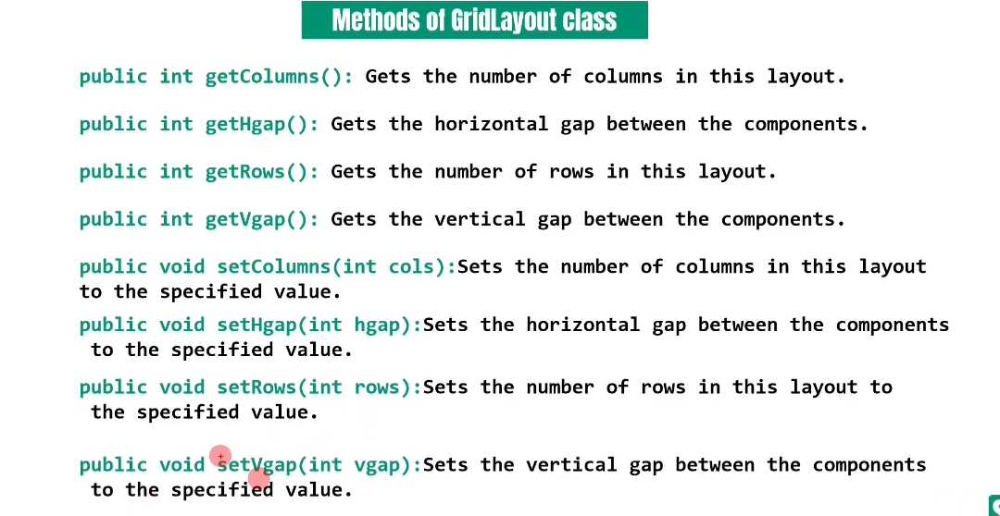 Methods of GridLayout class
public int getColumns(): Gets the number of columns in this layout.
public int getHgap(): Gets the horizontal gap between the components.
public int getRows(): Gets the number of rows in this layout.
public int getVgap(): Gets the vertical gap between the components.
public void setColumns(int cols):Sets the number of columns in this layout
to the specified value.
public void setHgap(int hgap):Sets the horizontal gap between the components
to the specified value.
public void setRows(int rows):Sets the number of rows in this layout to
the specified value.
public void setVgap(int vgap):Sets the vertical gap between the components
to the specified value.